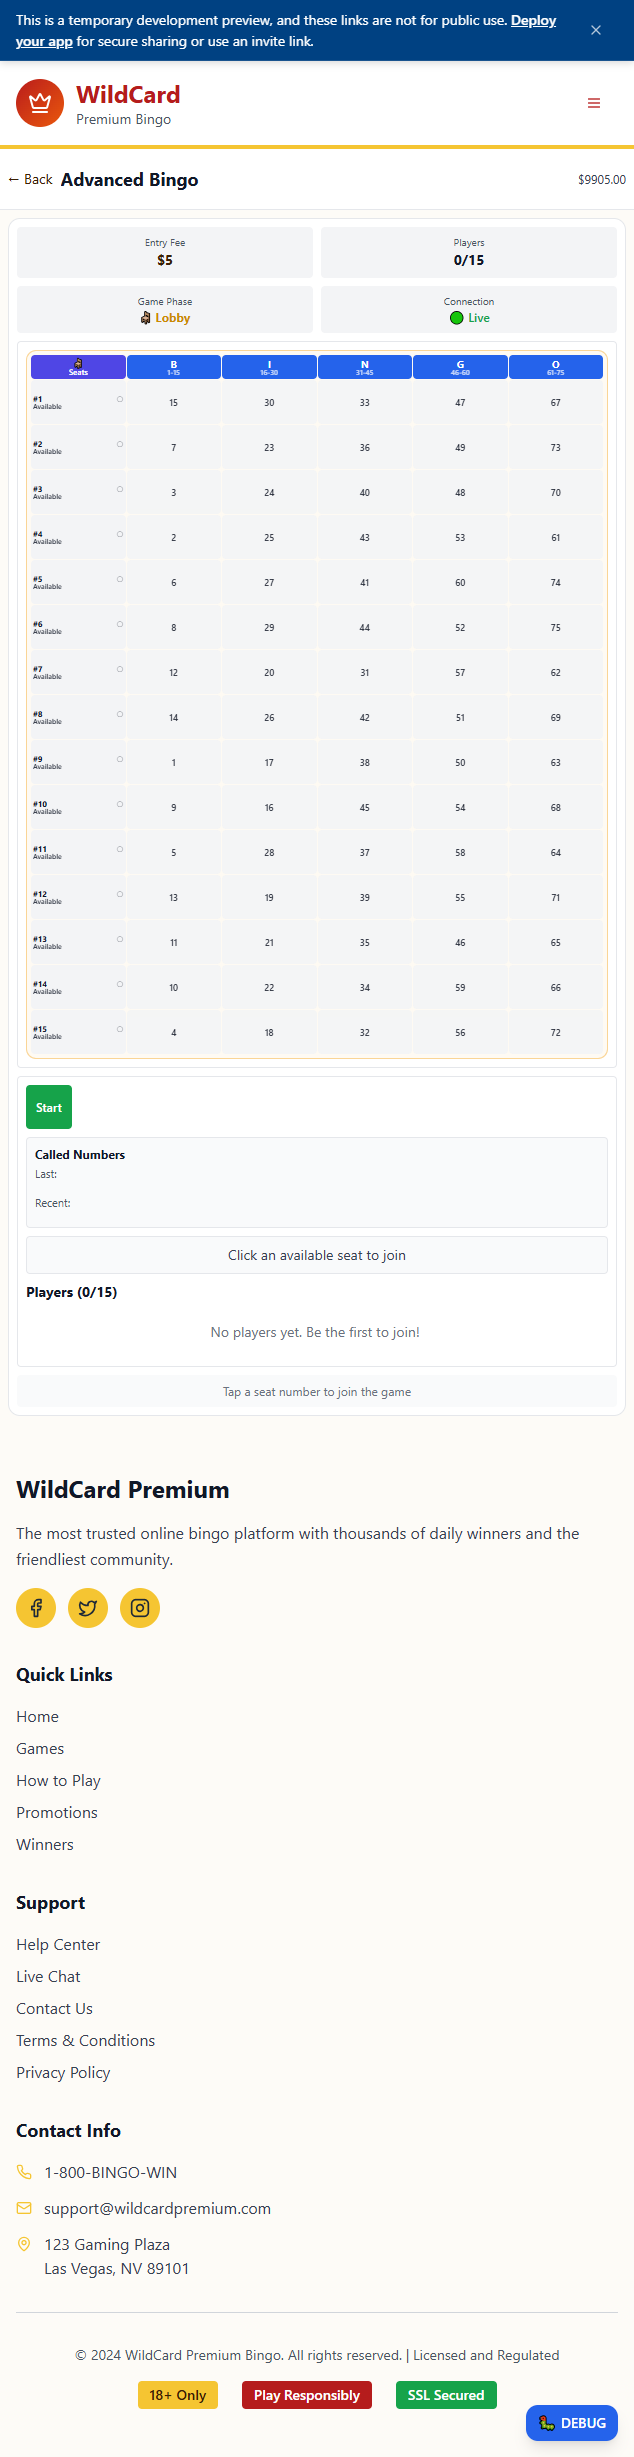 This is a temporary development preview, and these links are not for public use. Deploy
your app for secure sharing or use an invite link.
WildCard
Premium Bingo
← Back Advanced Bingo $9905.00
Entry Fee Players
$5 0/15
Game Phase Connection
Lobby Live
Seats B I N G O
1-15 16-30 31-45 46-60 61-75
#1 Available 15 30 33 47 67
#2 Available 7 23 36 49 73
#3 Available 3 24 40 48 70
#4 Available 2 25 43 53 61
#5 Available 6 27 41 60 74
#6 Available 8 29 44 52 75
#7 Available 12 20 31 57 62
#8 Available 14 26 42 51 69
#9 Available 1 17 38 50 63
#10 Available 9 16 45 54 68
#11 Available 5 28 37 58 64
#12 Available 13 19 39 55 71
#13 Available 11 21 35 46 65
#14 Available 10 22 34 59 66
#15 Available 4 18 32 56 72
Start
Called Numbers
Last:
Recent:
Click an available seat to join
Players (0/15)
No players yet. Be the first to join!
Tap a seat number to join the game
WildCard Premium
The most trusted online bingo platform with thousands of daily winners and the
friendliest community.
Quick Links
Home
Games
How to Play
Promotions
Winners
Support
Help Center
Live Chat
Contact Us
Terms & Conditions
Privacy Policy
Contact Info
1-800-BINGO-WIN
support@wildcardpremium.com
123 Gaming Plaza
Las Vegas, NV 89101
© 2024 WildCard Premium Bingo. All rights reserved. | Licensed and Regulated
18+ Only Play Responsibly SSL Secured
DEBUG